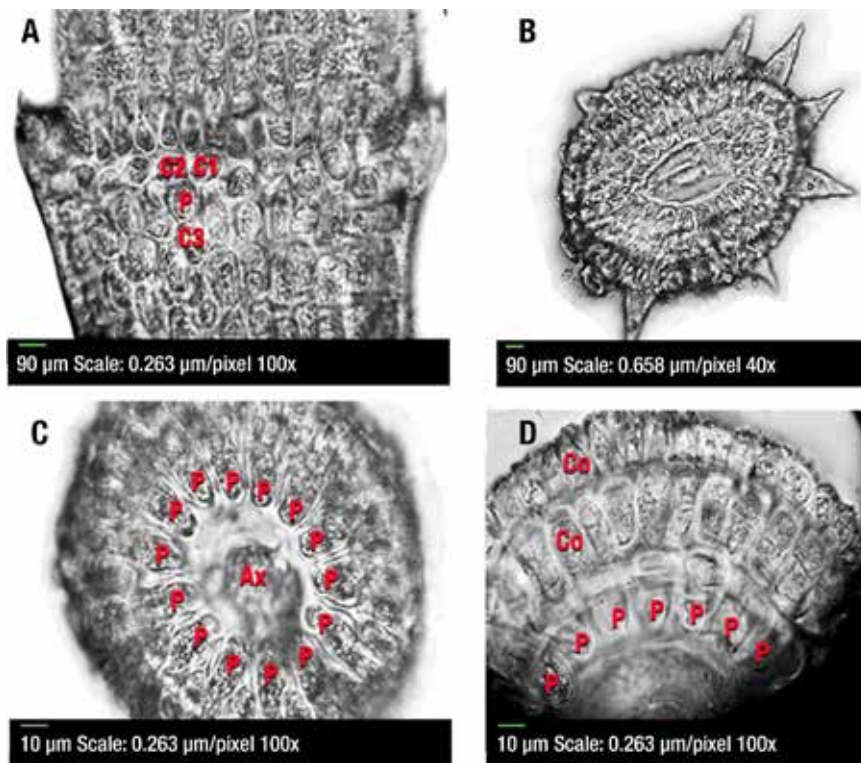 A
C2 C1
P
C3
90 µm Scale: 0.263 µm/pixel 100x
B
90 µm Scale: 0.658 µm/pixel 40x
C
P
P
P
P
P
P
P
P
P
Ax
P
P
P
P
P
P
10 µm Scale: 0.263 µm/pixel 100x
D
Co
Co
P
P
P
P
P
P
P
10 µm Scale: 0.263 µm/pixel 100x